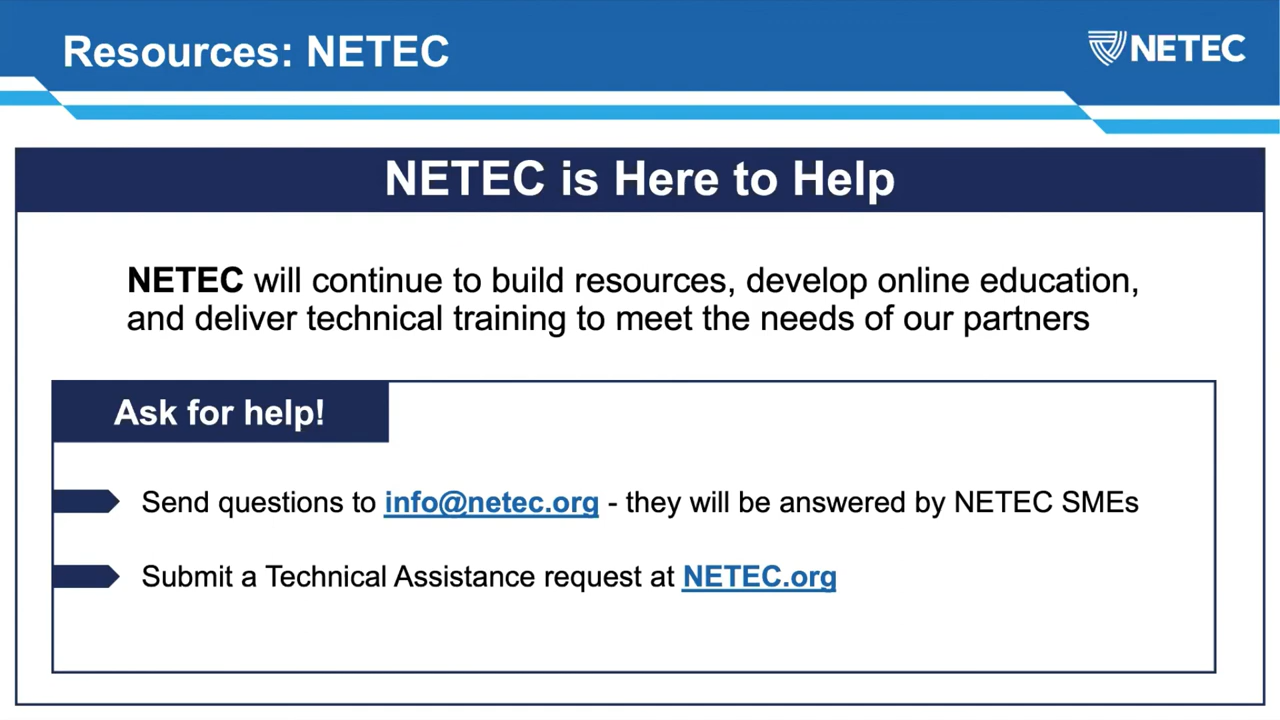 Resources: NETEC
NETEC
NETEC is Here to Help
NETEC will continue to build resources, develop online education,
and deliver technical training to meet the needs of our partners
Ask for help!
Send questions to info@netec.org - they will be answered by NETEC SMEs
Submit a Technical Assistance request at NETEC.org